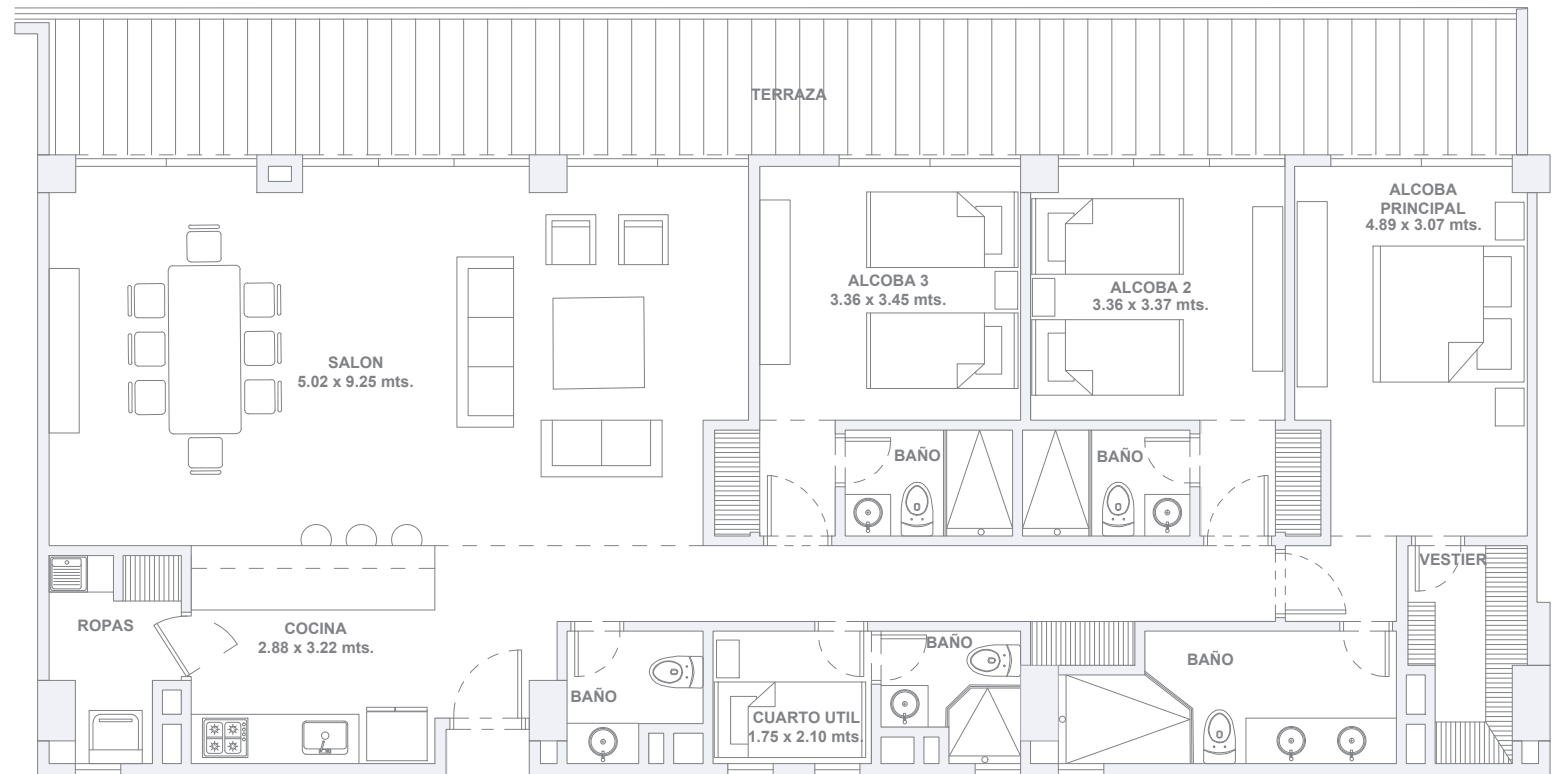 TERRAZA
ALCOBA
PRINCIPAL
4.89 x 3.07 mts.
ALCOBA 3
3.36 x 3.45 mts.
ALCOBA 2
3.36 x 3.37 mts.
SALON
5.02 x 9.25 mts.
BAÑO
BAÑO
VESTIER
ROPAS
COCINA
2.88 x 3.22 mts.
BAÑO
BAÑO
BAÑO
CUARTO UTIL
1.75 x 2.10 mts.